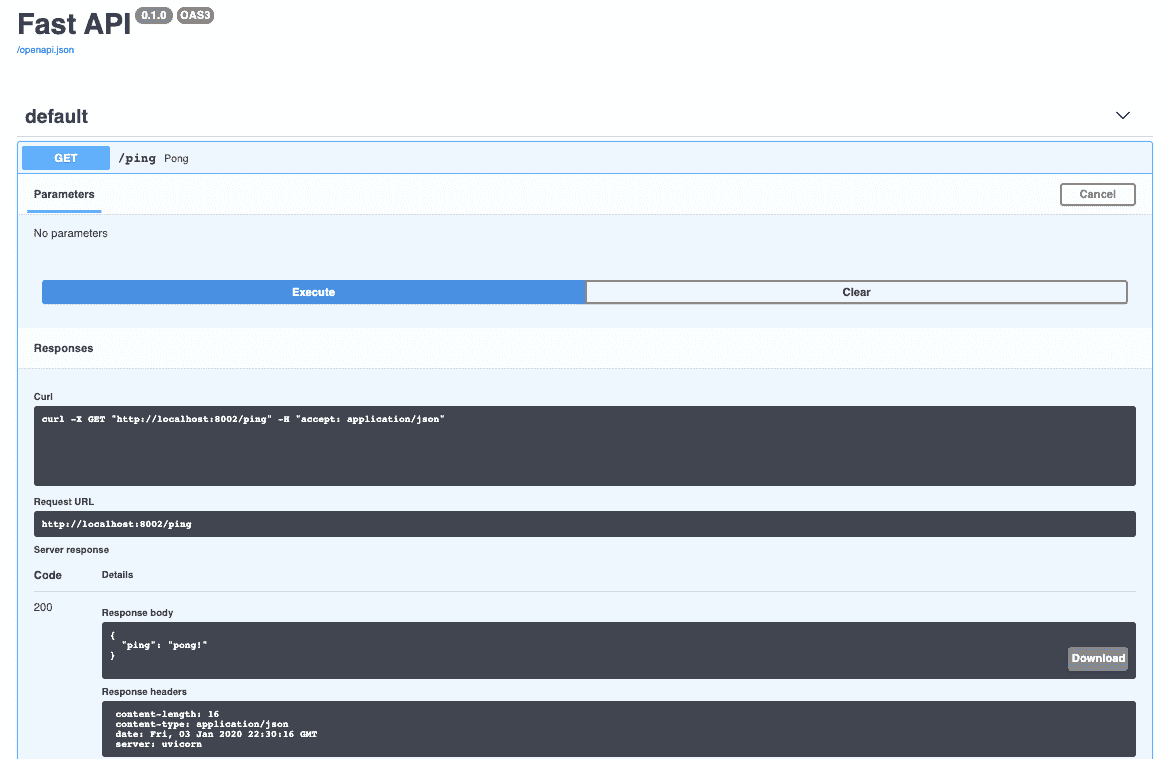 Fast API 0.1.0 OAS3
/openapi.json
default
GET /ping Pong
Parameters Cancel
No parameters
Execute Clear
Responses
Curl
curl -X GET "http://localhost:8002/ping" -H "accept: application/json"
Request URL
http://localhost:8002/ping
Server response
Code Details
200
Response body
{
"ping": "pong!"
}
Download
Response headers
content-length: 16
content-type: application/json
date: Fri, 03 Jan 2020 22:30:16 GMT
server: uvicorn